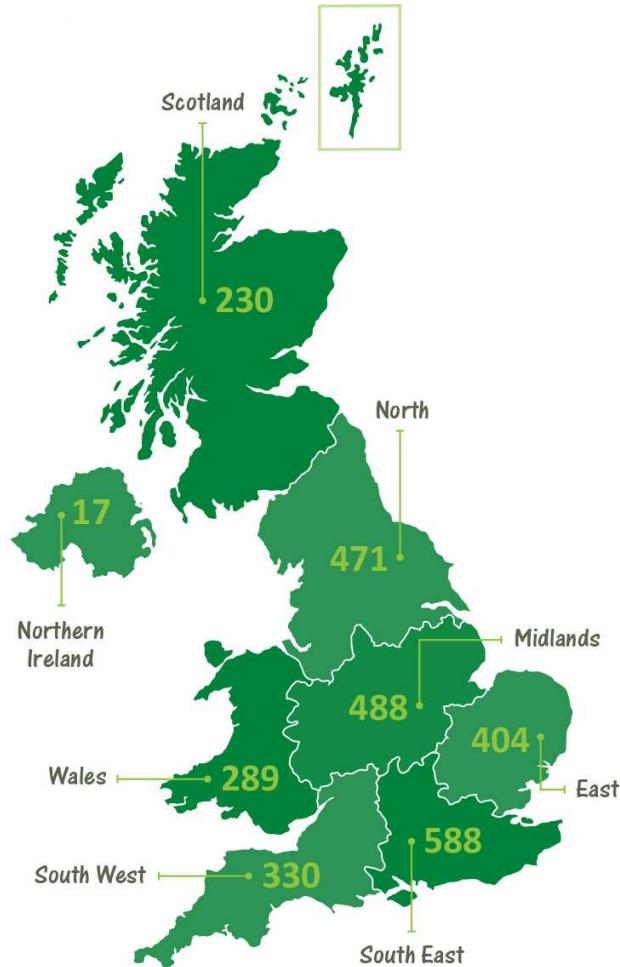 Scotland
230
North
471
17
Northern
Ireland
Midlands
488
404
East
Wales
289
588
South West
330
South East